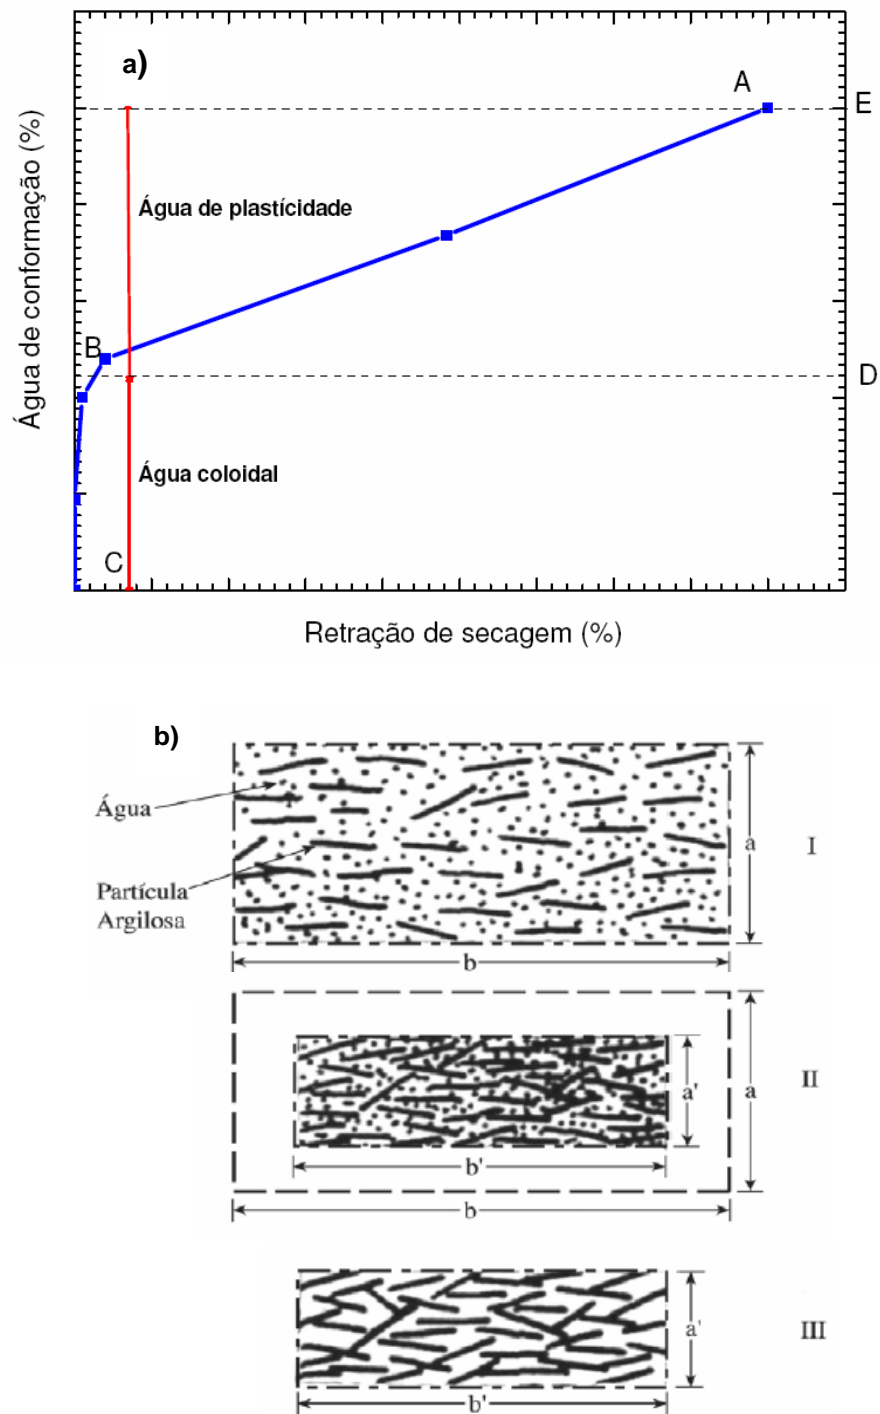 a)
A
E
Água de conformação (%)
Água de plastícidade
B
D
Água coloidal
C
Retração de secagem (%)
b)
Água
Partícula
Argilosa
a
I
b
a'
a
II
b'
b
a'
III
b'